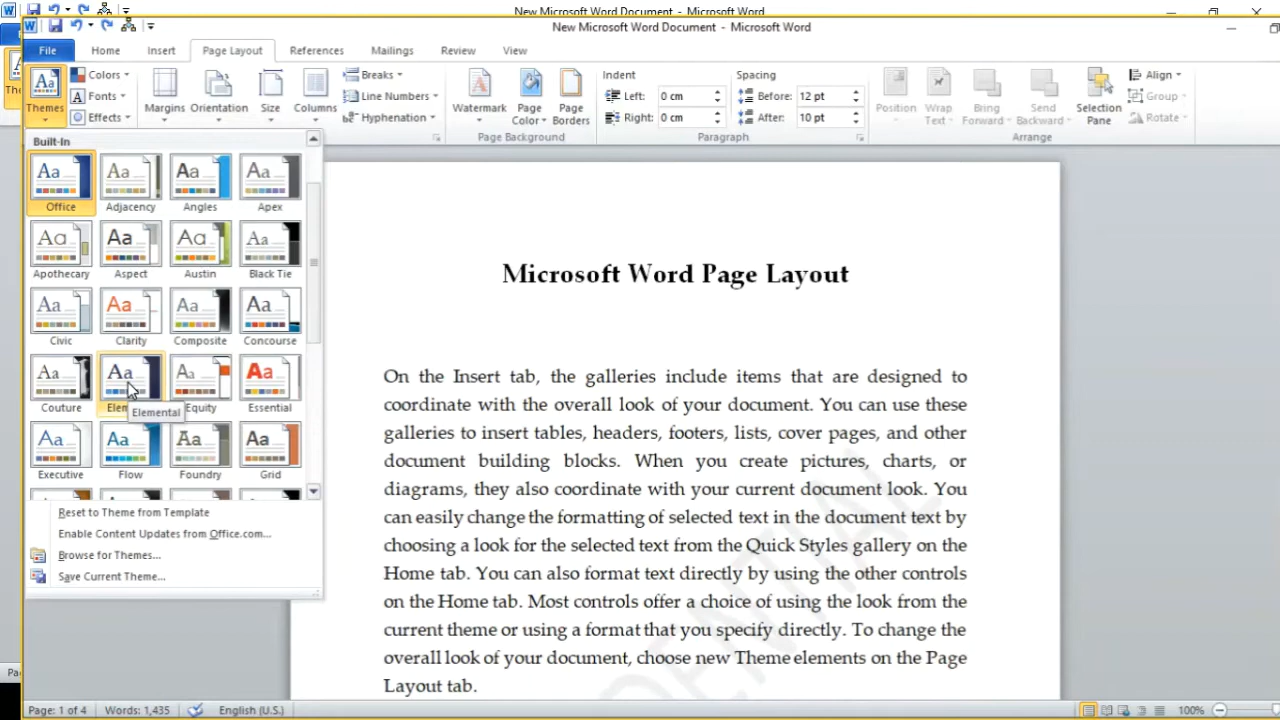 New Microsoft Word Document - Microsoft Word
New Microsoft Word Document - Microsoft Word
File Home Insert Page Layout References Mailings Review View
Themes
Colors
Fonts
Effects
Margins
Orientation
Size
Columns
Breaks
Line Numbers
Hyphenation
Watermark
Page Color
Page Borders
Page Background
Indent
Left: 0 cm
Right: 0 cm
Spacing
Before: 12 pt
After: 10 pt
Paragraph
Position
Wrap Text
Bring Forward
Send Backward
Selection Pane
Align
Group
Rotate
Arrange
Built-In
Office Adjacency Angles Apex
Apothecary Aspect Austin Black Tie
Civic Clarity Composite Concourse
Couture Elemental Equity Essential
Executive Flow Foundry Grid
Reset to Theme from Template
Enable Content Updates from Office.com...
Browse for Themes...
Save Current Theme...
Microsoft Word Page Layout
On the Insert tab, the galleries include items that are designed to
coordinate with the overall look of your document. You can use these
galleries to insert tables, headers, footers, lists, cover pages, and other
document building blocks. When you create pictures, charts, or
diagrams, they also coordinate with your current document look. You
can easily change the formatting of selected text in the document text by
choosing a look for the selected text from the Quick Styles gallery on the
Home tab. You can also format text directly by using the other controls
on the Home tab. Most controls offer a choice of using the look from the
current theme or using a format that you specify directly. To change the
overall look of your document, choose new Theme elements on the Page
Layout tab.
Page: 1 of 4 Words: 1,435 English (U.S.) 100%